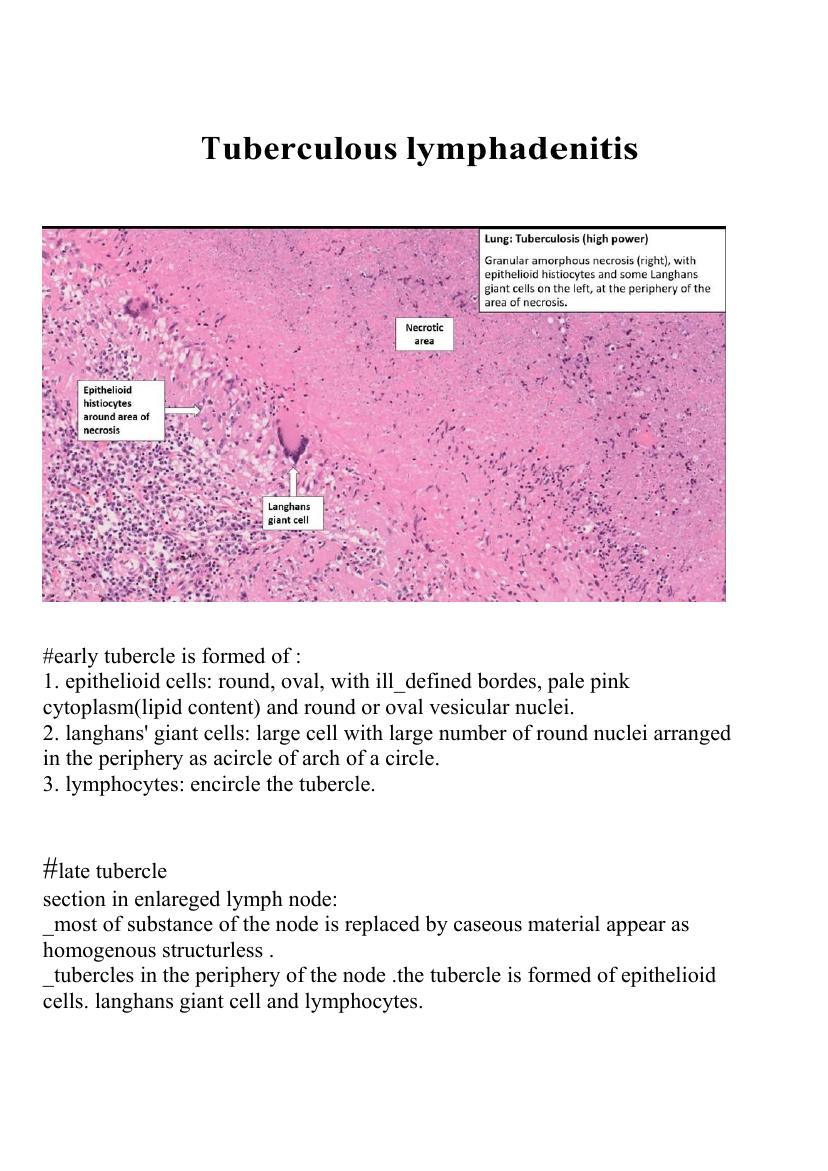 Tuberculous lymphadenitis
Lung: Tuberculosis (high power)
Granular amorphous necrosis (right), with
epithelioid histiocytes and some Langhans
giant cells on the left, at the periphery of the
area of necrosis.
Necrotic
area
Epithelioid
histiocytes
around area of
necrosis
Langhans
giant cell
#early tubercle is formed of :
1. epithelioid cells: round, oval, with ill_defined bordes, pale pink
cytoplasm(lipid content) and round or oval vesicular nuclei.
2. langhans' giant cells: large cell with large number of round nuclei arranged
in the periphery as acircle of arch of a circle.
3. lymphocytes: encircle the tubercle.
#late tubercle
section in enlareged lymph node:
_most of substance of the node is replaced by caseous material appear as
homogenous structurless .
_tubercles in the periphery of the node .the tubercle is formed of epithelioid
cells. langhans giant cell and lymphocytes.